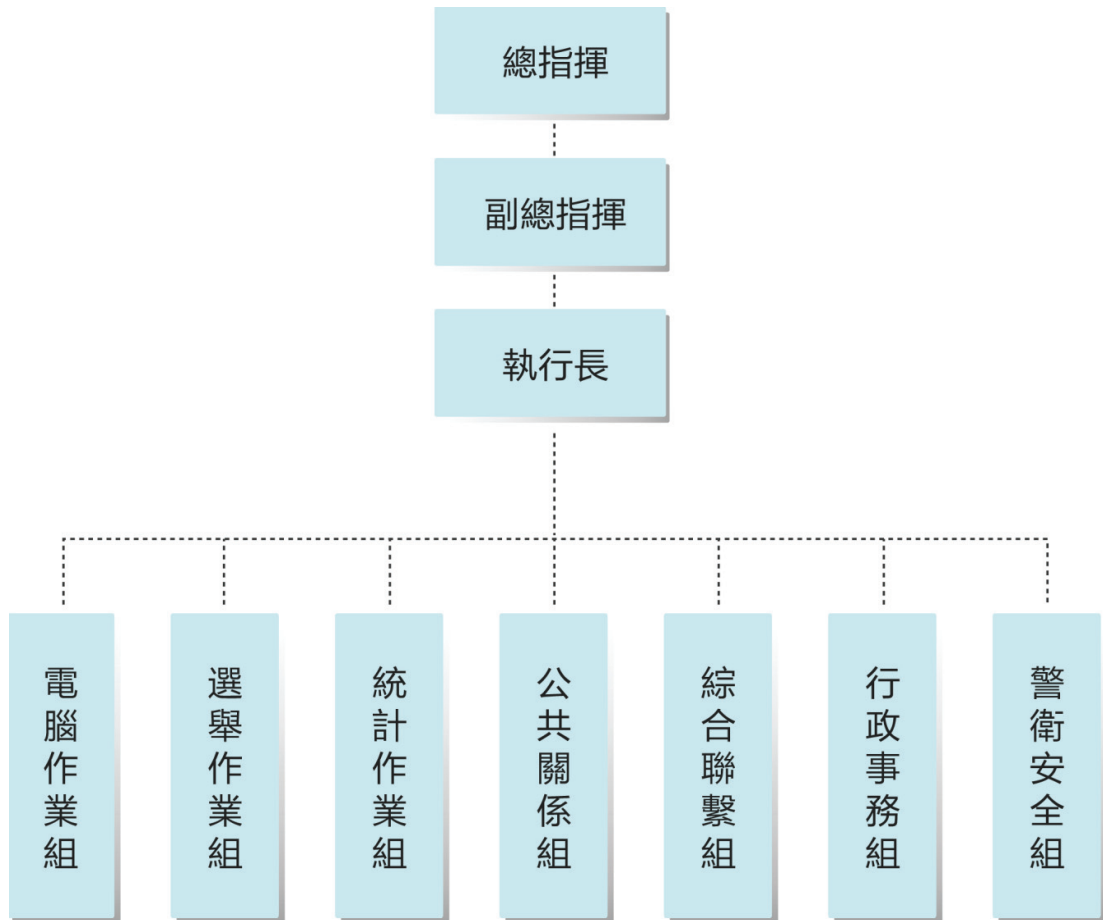 總指揮
副總指揮
執行長
電腦作業組
選舉作業組
統計作業組
公共關係組
綜合聯繫組
行政事務組
警衛安全組